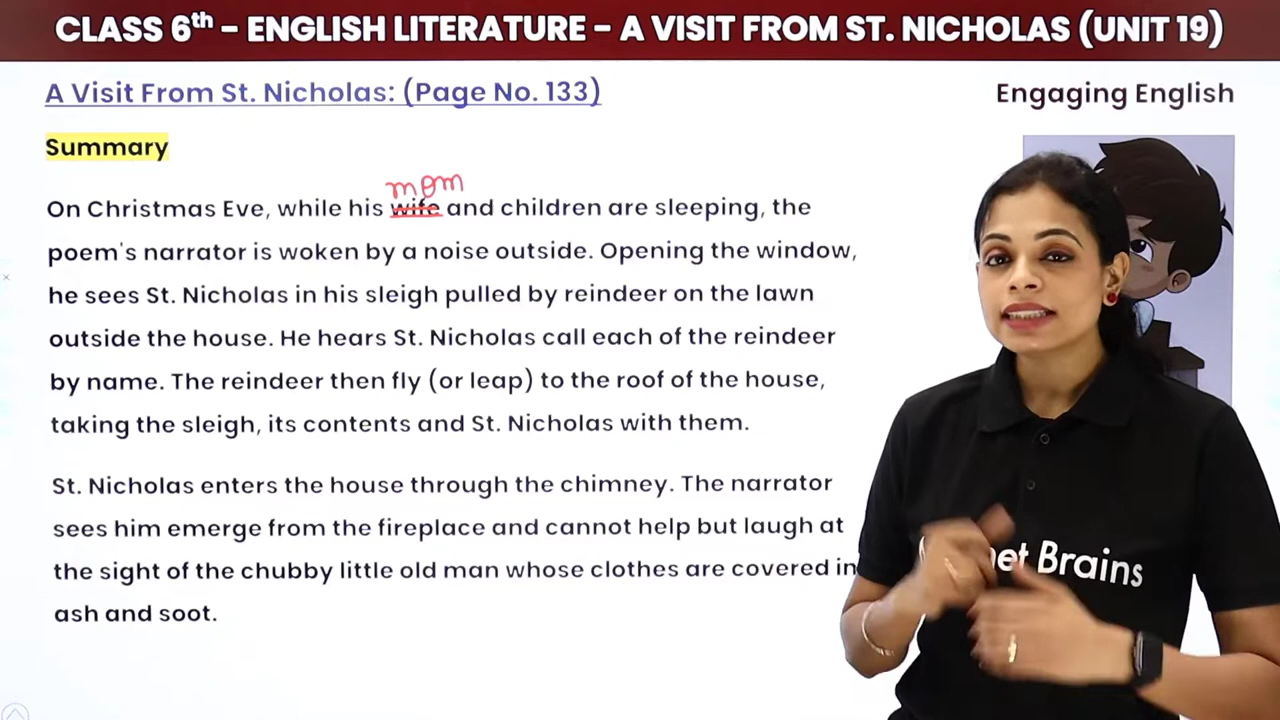 CLASS 6th – ENGLISH LITERATURE – A VISIT FROM ST. NICHOLAS (UNIT 19)
A Visit From St. Nicholas: (Page No. 133)
Engaging English
Summary
mom
On Christmas Eve, while his wife and children are sleeping, the
poem's narrator is woken by a noise outside. Opening the window,
he sees St. Nicholas in his sleigh pulled by reindeer on the lawn
outside the house. He hears St. Nicholas call each of the reindeer
by name. The reindeer then fly (or leap) to the roof of the house,
taking the sleigh, its contents and St. Nicholas with them.
St. Nicholas enters the house through the chimney. The narrator
sees him emerge from the fireplace and cannot help but laugh at
the sight of the chubby little old man whose clothes are covered in
ash and soot.
Brains